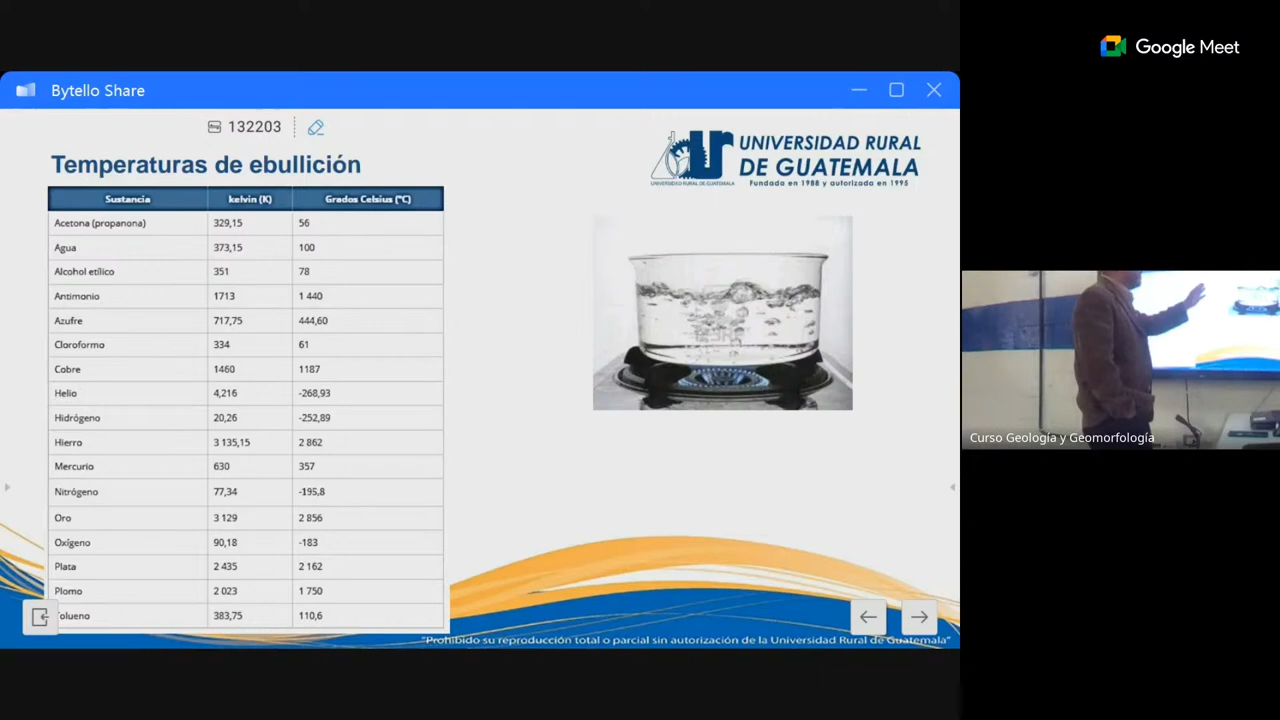 Google Meet
Bytello Share
132203
Temperaturas de ebullición
UNIVERSIDAD RURAL
DE GUATEMALA
Fundada en 1988 y autorizada en 1995
UNIVERSIDAD RURAL DE GUATEMALA
Sustancia kelvin (K) Grados Celsius (°C)
Acetona (propanona) 329,15 56
Agua 373,15 100
Alcohol etílico 351 78
Antimonio 1713 1 440
Azufre 717,75 444,60
Cloroformo 334 61
Cobre 1460 1187
Helio 4,216 -268,93
Hidrógeno 20,26 -252,89
Hierro 3 135,15 2 862
Mercurio 630 357
Nitrógeno 77,34 -195,8
Oro 3 129 2 856
Oxígeno 90,18 -183
Plata 2 435 2 162
Plomo 2 023 1 750
olueno 383,75 110,6
"Prohibido su reproducción total o parcial sin autorización de la Universidad Rural de Guatemala"
Curso Geología y Geomorfología